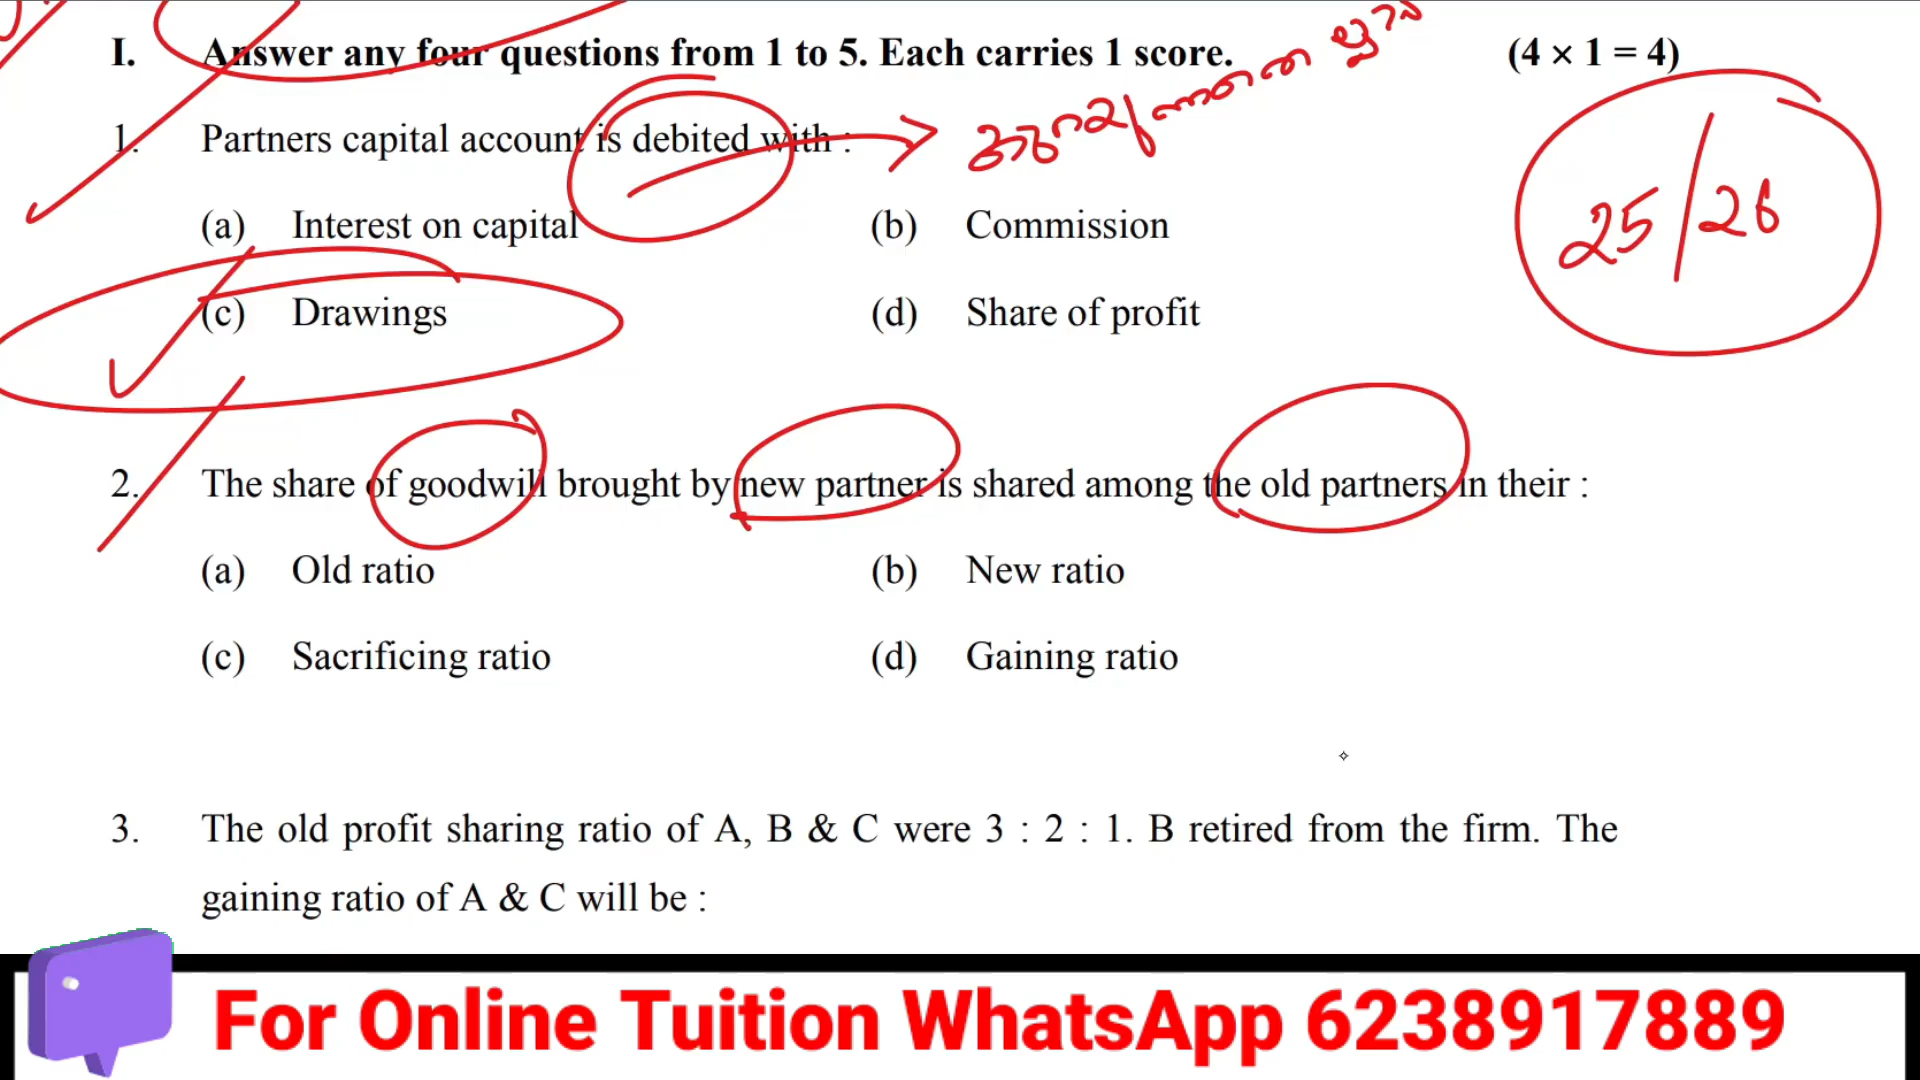 I. Answer any four questions from 1 to 5. Each carries 1 score. (4 × 1 = 4)
1. Partners capital account is debited with :
(a) Interest on capital (b) Commission
(c) Drawings (d) Share of profit
25/26
2. The share of goodwill brought by new partner is shared among the old partners in their :
(a) Old ratio (b) New ratio
(c) Sacrificing ratio (d) Gaining ratio
3. The old profit sharing ratio of A, B & C were 3 : 2 : 1. B retired from the firm. The
gaining ratio of A & C will be :
For Online Tuition WhatsApp 6238917889